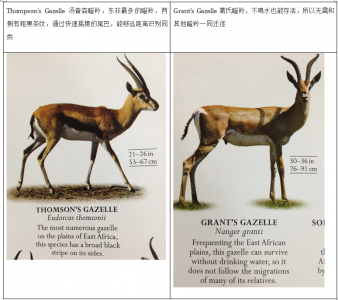 Thompson's Gazelle 汤普森瞪羚，东非最多的瞪羚，两
侧有粗黑条纹，通过快速摇摆的尾巴，能够远距离识别同
类
21–26 in
53–67 cm
THOMSON'S GAZELLE
Eudorcas thomsonii
The most numerous gazelle
on the plains of East Africa,
this species has a broad black
stripe on its sides.
Grant's Gazelle 葛氏瞪羚，不喝水也能存活，所以无需和
其他瞪羚一同迁徙
30–36 in
76–91 cm
GRANT'S GAZELLE
Nanger granti
Frequenting the East African
plains, this gazelle can survive
without drinking water, so it
does not follow the migrations
of many of its relatives.
SO